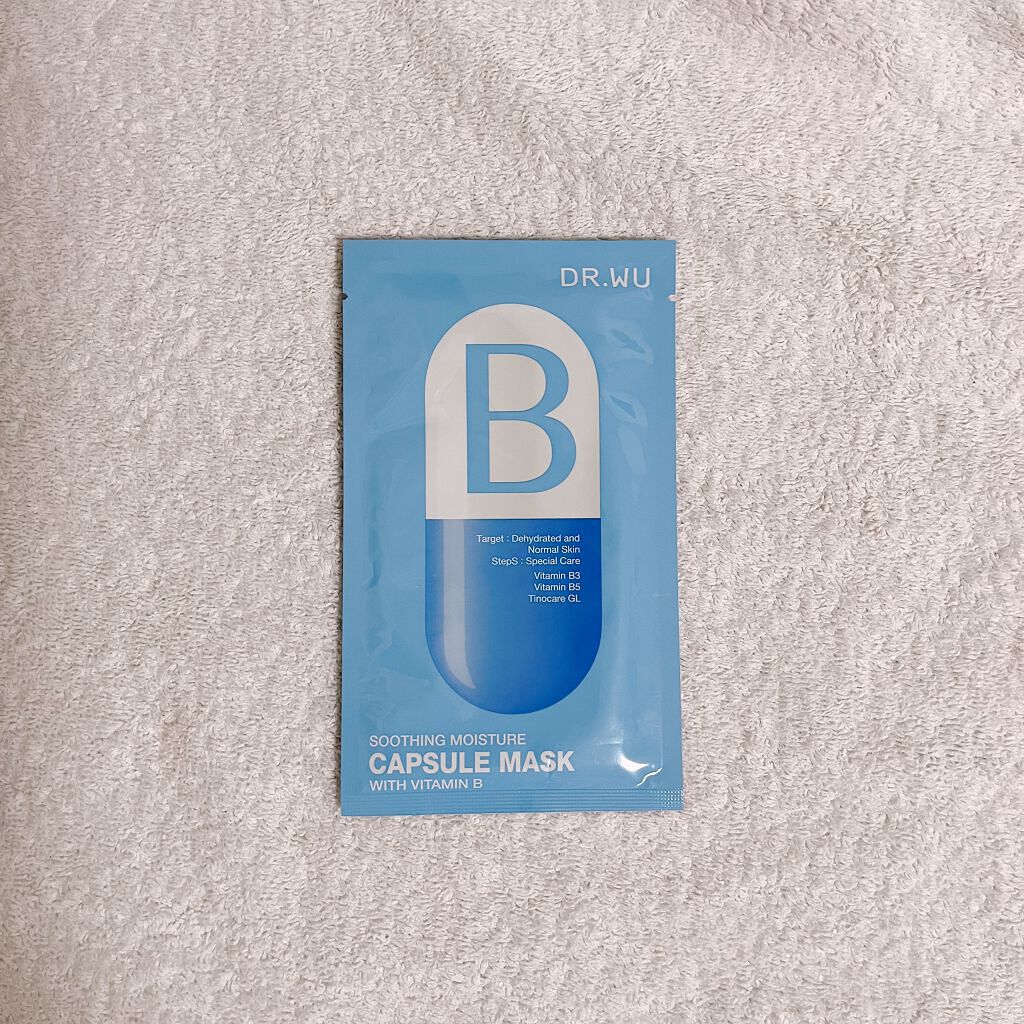 DR.WU
B
Target : Dehydrated and
Normal Skin
StepS : Special Care
Vitamin B3
Vitamin B5
Tinocare GL
SOOTHING MOISTURE
CAPSULE MASK
WITH VITAMIN B